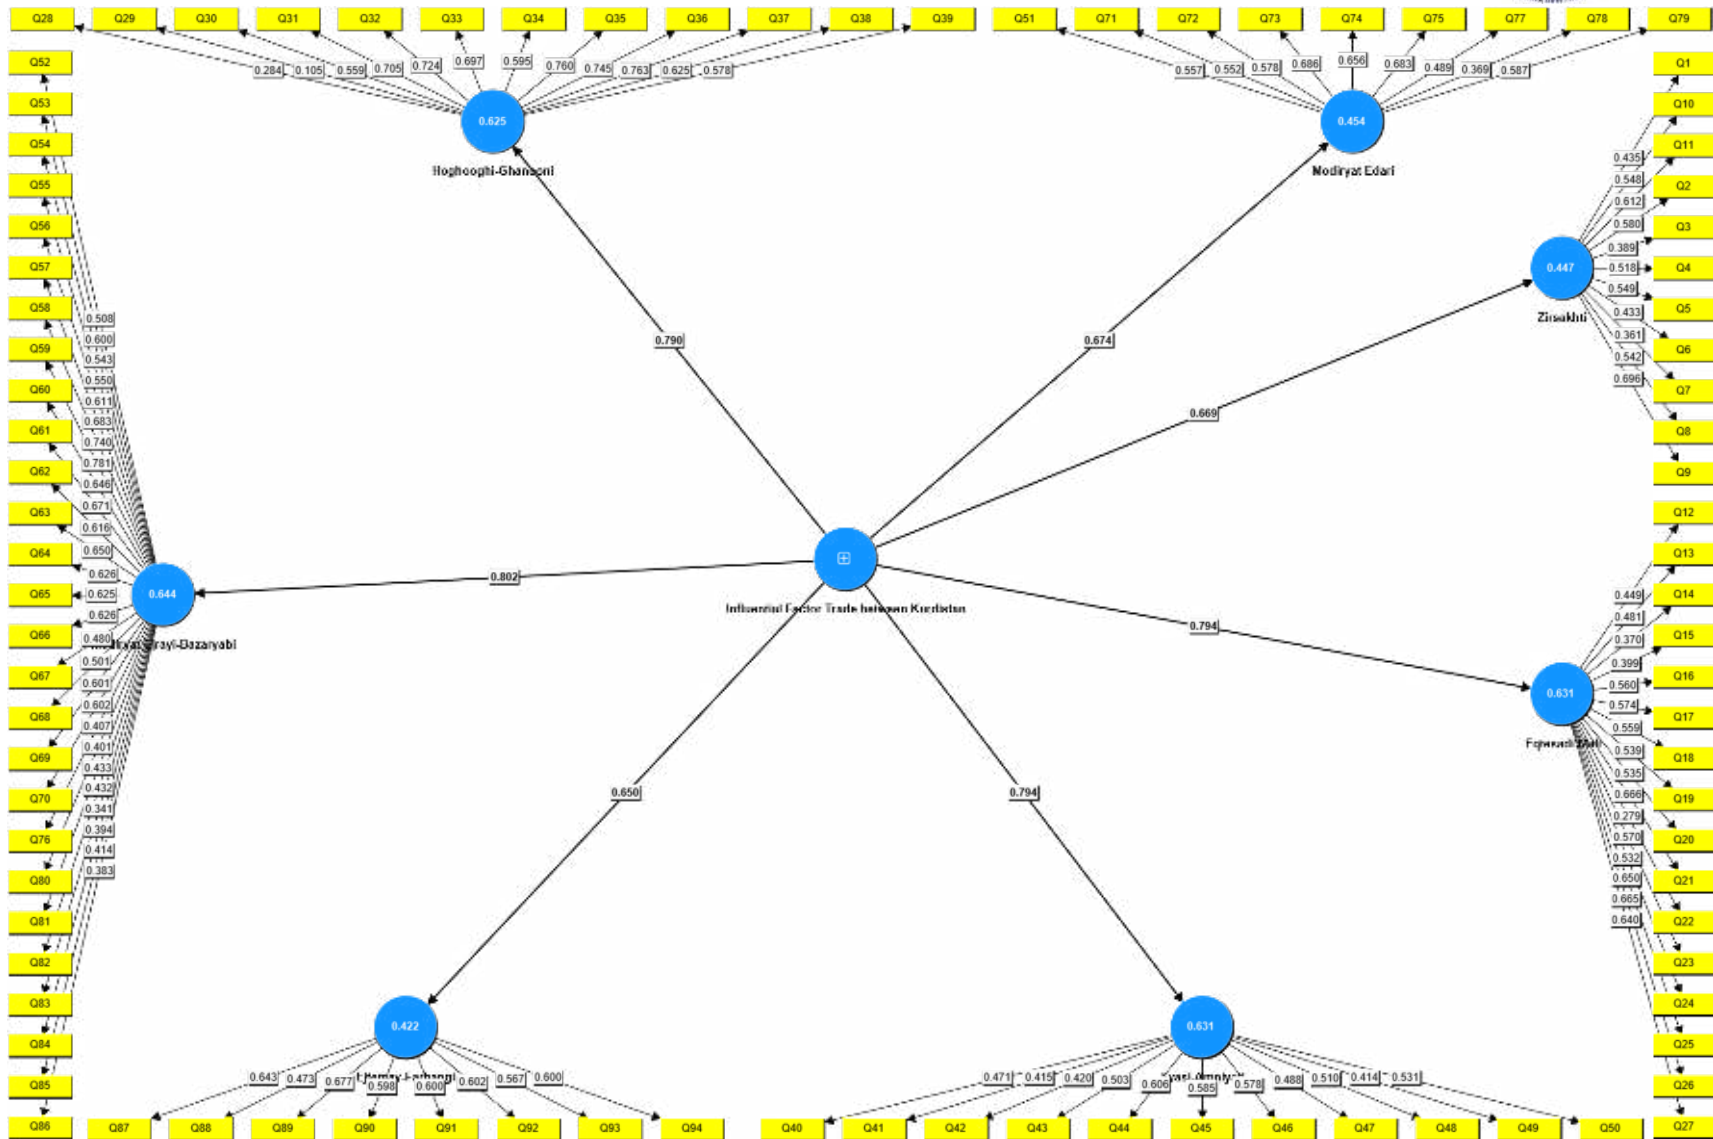 Q28 Q29 Q30 Q31 Q32 Q33 Q34 Q35 Q36 Q37 Q38 Q39 Q51 Q71 Q72 Q73 Q74 Q75 Q77 Q78 Q79
0.284 0.105 0.559 0.705 0.724 0.697 0.595 0.760 0.745 0.763 0.625 0.578
0.557 0.552 0.578 0.686 0.656 0.683 0.489 0.369 0.587
0.625
Hoghooghi-Ghanooni
0.454
Modiryat Edari
Q52
Q53
Q54
Q55
Q56
Q57
Q58
Q59
Q60
Q61
Q62
Q63
Q64
Q65
Q66
Q67
Q68
Q69
Q70
Q76
Q80
Q81
Q82
Q83
Q84
Q85
Q86
0.508
0.600
0.543
0.550
0.611
0.683
0.740
0.781
0.646
0.671
0.616
0.650
0.626
0.625
0.626
0.480
0.501
0.601
0.602
0.407
0.401
0.433
0.432
0.341
0.394
0.414
0.383
0.644
0.790
0.674
0.669
0.802
0.794
0.650
0.794
Influential Factor Trade between Kurdistan
Q1
Q10
Q11
Q2
Q3
Q4
Q5
Q6
Q7
Q8
Q9
0.435
0.548
0.612
0.580
0.389
0.518
0.549
0.433
0.361
0.542
0.696
0.447
Zirsakhti
Q12
Q13
Q14
Q15
Q16
Q17
Q18
Q19
Q20
Q21
Q22
Q23
Q24
Q25
Q26
Q27
0.449
0.481
0.370
0.399
0.560
0.574
0.559
0.539
0.535
0.666
0.279
0.570
0.532
0.650
0.665
0.640
0.631
0.422
0.643 0.473 0.677 0.598 0.600 0.602 0.567 0.600
Q87 Q88 Q89 Q90 Q91 Q92 Q93 Q94
0.631
0.471 0.415 0.420 0.503 0.606 0.585 0.578 0.488 0.510 0.414 0.531
Q40 Q41 Q42 Q43 Q44 Q45 Q46 Q47 Q48 Q49 Q50